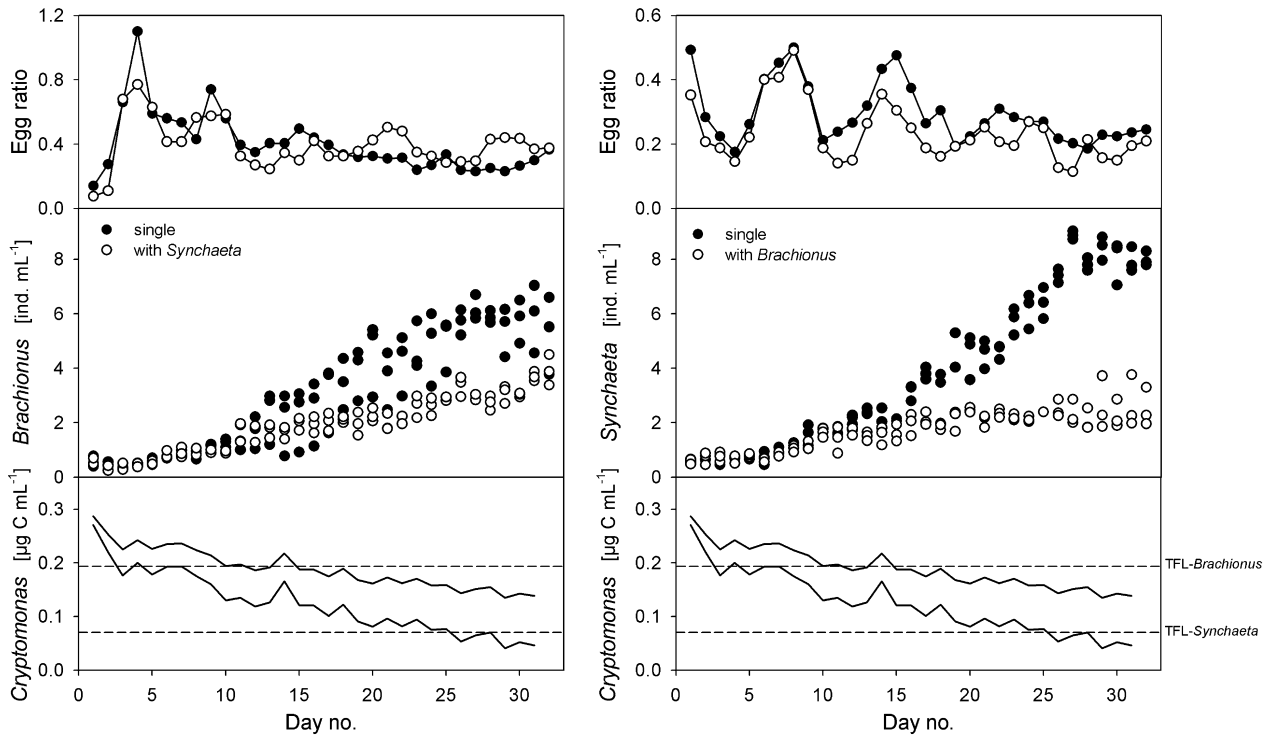 1.2
0.8
0.4
0.0
Egg ratio
single
with Synchaeta
8
6
4
2
0
Brachionus [ind. mL-1]
0.3
0.2
0.1
0.0
Cryptomonas [µg C mL-1]
0 5 10 15 20 25 30
Day no.
0.6
0.4
0.2
0.0
Egg ratio
single
with Brachionus
8
6
4
2
0
Synchaeta [ind. mL-1]
0.3
0.2
0.1
0.0
Cryptomonas [µg C mL-1]
TFL-Brachionus
TFL-Synchaeta
0 5 10 15 20 25 30
Day no.